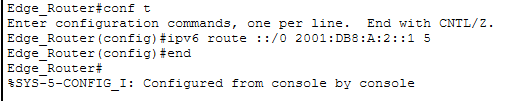 Edge_Router#conf t
Enter configuration commands, one per line.  End with CNTL/Z.
Edge_Router(config)#ipv6 route ::/0 2001:DB8:A:2::1 5
Edge_Router(config)#end
Edge_Router#
%SYS-5-CONFIG_I: Configured from console by console